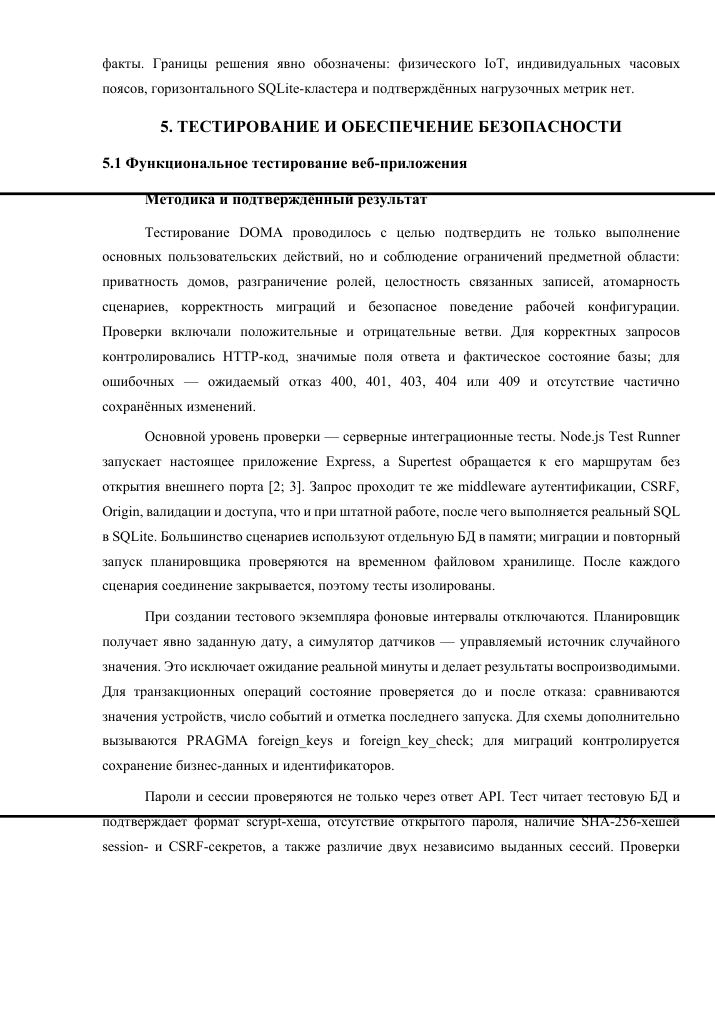 факты. Границы решения явно обозначены: физического IoT, индивидуальных часовых
поясов, горизонтального SQLite-кластера и подтверждённых нагрузочных метрик нет.
5. ТЕСТИРОВАНИЕ И ОБЕСПЕЧЕНИЕ БЕЗОПАСНОСТИ
5.1 Функциональное тестирование веб-приложения
Методика и подтверждённый результат
Тестирование DOMA проводилось с целью подтвердить не только выполнение
основных пользовательских действий, но и соблюдение ограничений предметной области:
приватность домов, разграничение ролей, целостность связанных записей, атомарность
сценариев, корректность миграций и безопасное поведение рабочей конфигурации.
Проверки включали положительные и отрицательные ветви. Для корректных запросов
контролировались HTTP-код, значимые поля ответа и фактическое состояние базы; для
ошибочных — ожидаемый отказ 400, 401, 403, 404 или 409 и отсутствие частично
сохранённых изменений.
Основной уровень проверки — серверные интеграционные тесты. Node.js Test Runner
запускает настоящее приложение Express, а Supertest обращается к его маршрутам без
открытия внешнего порта [2; 3]. Запрос проходит те же middleware аутентификации, CSRF,
Origin, валидации и доступа, что и при штатной работе, после чего выполняется реальный SQL
в SQLite. Большинство сценариев используют отдельную БД в памяти; миграции и повторный
запуск планировщика проверяются на временном файловом хранилище. После каждого
сценария соединение закрывается, поэтому тесты изолированы.
При создании тестового экземпляра фоновые интервалы отключаются. Планировщик
получает явно заданную дату, а симулятор датчиков — управляемый источник случайного
значения. Это исключает ожидание реальной минуты и делает результаты воспроизводимыми.
Для транзакционных операций состояние проверяется до и после отказа: сравниваются
значения устройств, число событий и отметка последнего запуска. Для схемы дополнительно
вызываются PRAGMA foreign_keys и foreign_key_check; для миграций контролируется
сохранение бизнес-данных и идентификаторов.
Пароли и сессии проверяются не только через ответ API. Тест читает тестовую БД и
подтверждает формат scrypt-хеша, отсутствие открытого пароля, наличие SHA-256-хешей
session- и CSRF-секретов, а также различие двух независимо выданных сессий. Проверки